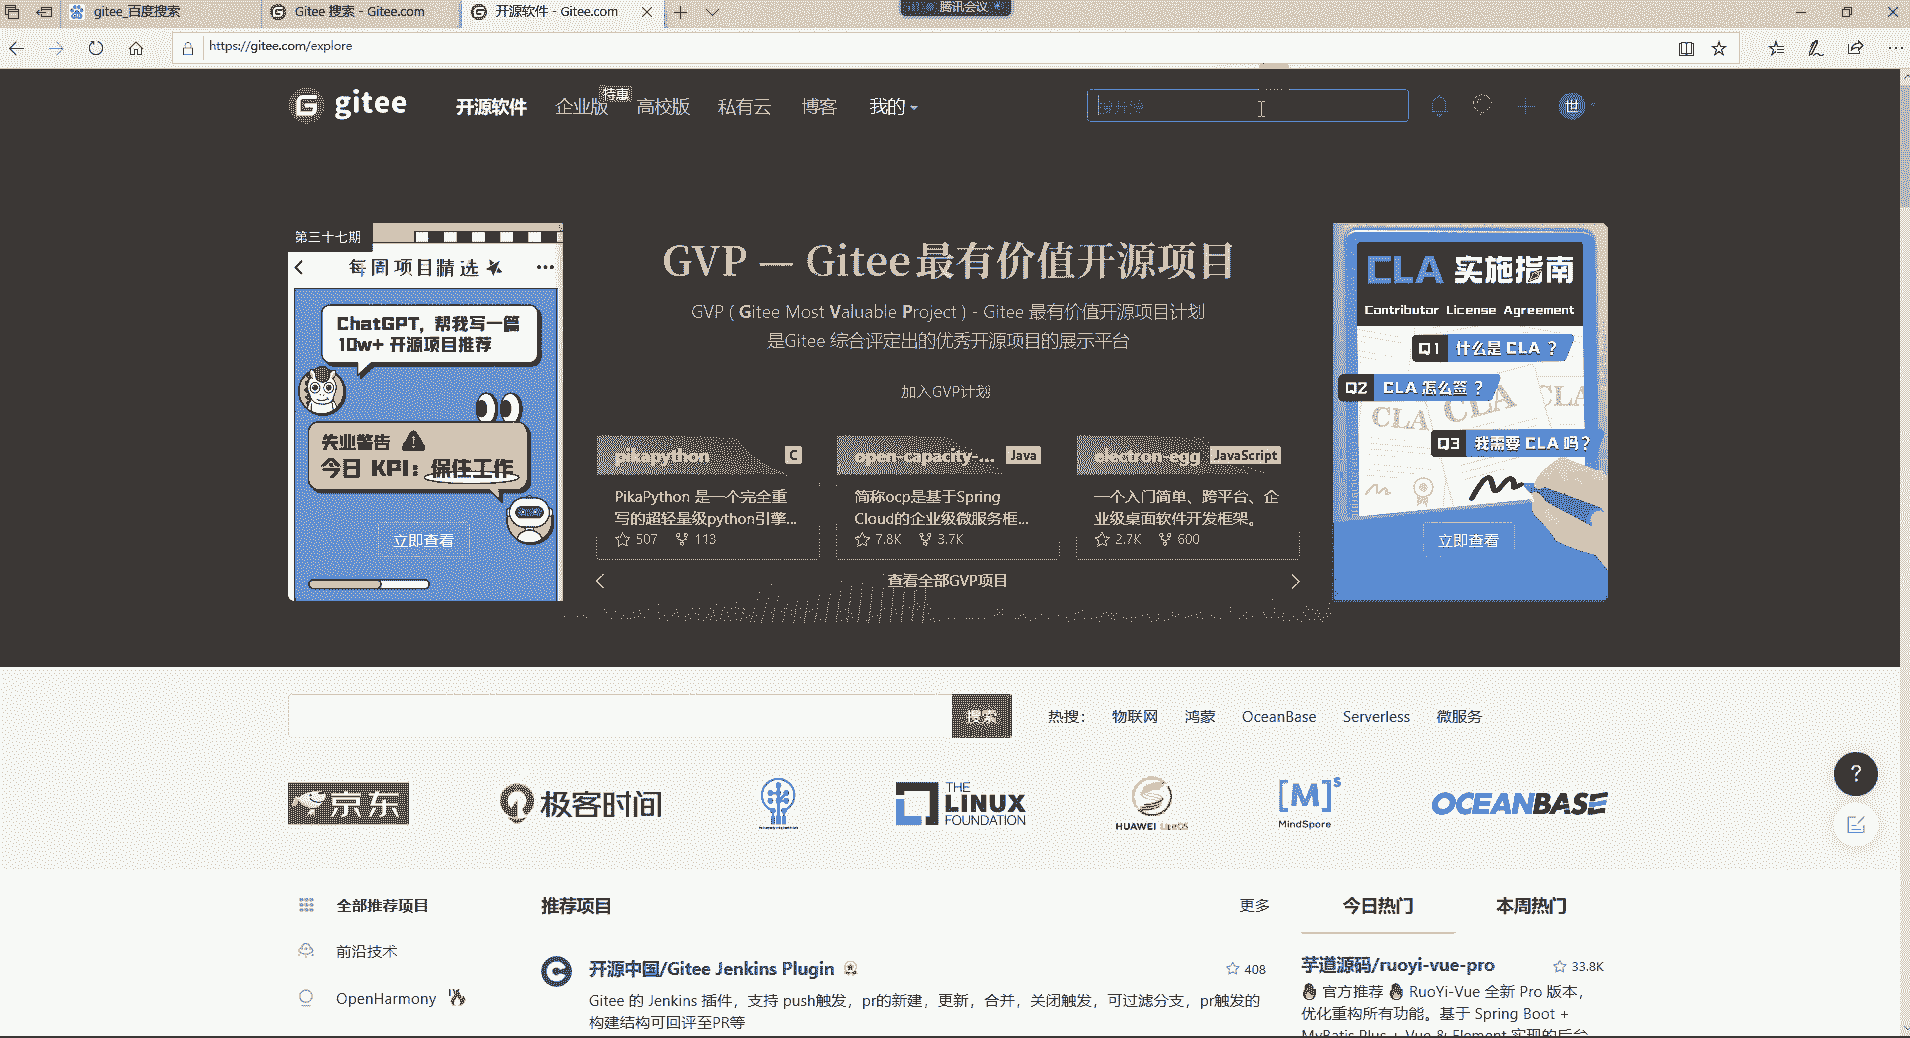 gitee_百度搜索
Gitee 搜索 - Gitee.com
开源软件 - Gitee.com
腾讯会议
https://gitee.com/explore
gitee
开源软件
企业版
特惠
高校版
私有云
博客
我的
世
第三十七期
每周项目精选
ChatGPT，帮我写一篇
10w+ 开源项目推荐
失业警告
今日 KPI：保住工作
立即查看
GVP — Gitee最有价值开源项目
GVP ( Gitee Most Valuable Project ) - Gitee 最有价值开源项目计划
是Gitee 综合评定出的优秀开源项目的展示平台
加入GVP计划
pikapython
C
PikaPython 是一个完全重
写的超轻量级python引擎...
507 113
open-capacity-...
Java
简称ocp是基于Spring
Cloud的企业级微服务框...
7.8K 3.7K
electron-egg
JavaScript
一个入门简单、跨平台、企
业级桌面软件开发框架。
2.7K 600
查看全部GVP项目
CLA 实施指南
Contributor License Agreement
Q1 什么是 CLA ？
Q2 CLA 怎么签 ？
CLA CLA CLA
Q3 我需要 CLA 吗?
立即查看
搜索
热搜： 物联网 鸿蒙 OceanBase Serverless 微服务
京东
极客时间
THE
LINUX
FOUNDATION
HUAWEI LiteOS
[M]s
MindSpore
OCEANBASE
?
全部推荐项目
前沿技术
OpenHarmony
推荐项目
更多
开源中国/Gitee Jenkins Plugin
408
Gitee 的 Jenkins 插件，支持 push触发，pr的新建，更新，合并，关闭触发，可过滤分支，pr触发的
构建结构可回评至PR等
今日热门
本周热门
芋道源码/ruoyi-vue-pro
33.8K
官方推荐 RuoYi-Vue 全新 Pro 版本，
优化重构所有功能。基于 Spring Boot +
MyBatis Plus + Vue & Element 实现的后台